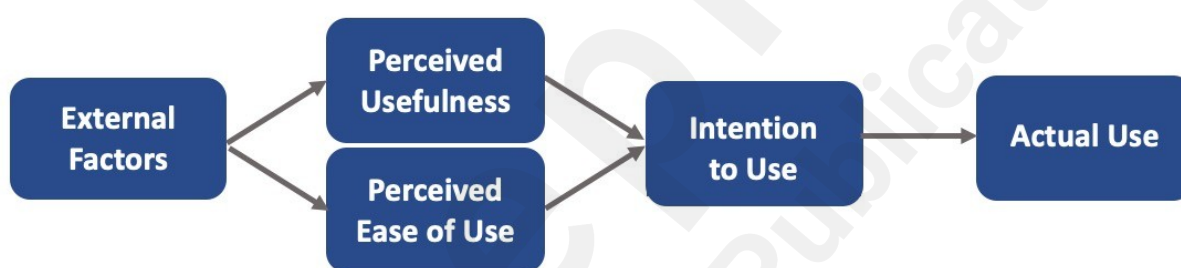 External
Factors
Perceived
Usefulness
Perceived
Ease of Use
Intention
to Use
Actual Use